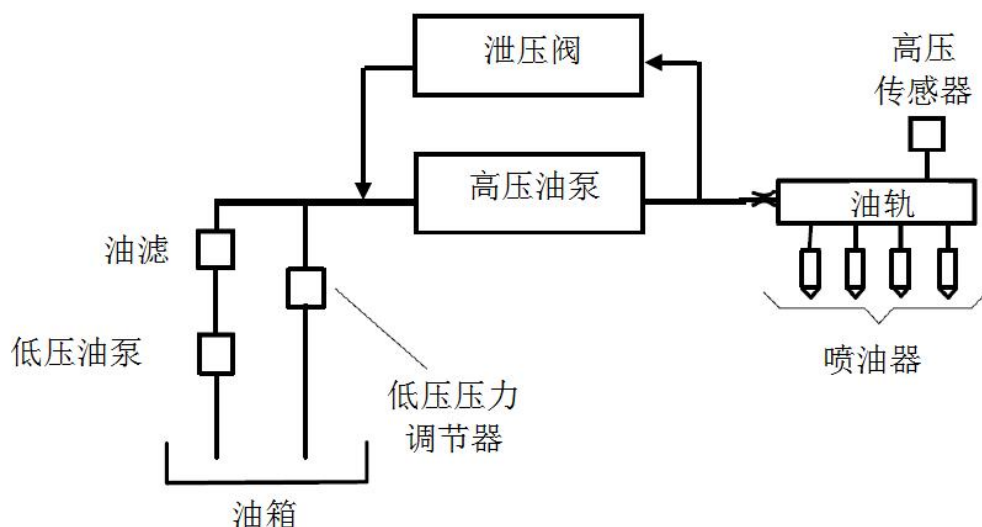 泄压阀
高压
传感器
高压油泵
油轨
油滤
低压油泵
喷油器
低压压力
调节器
油箱